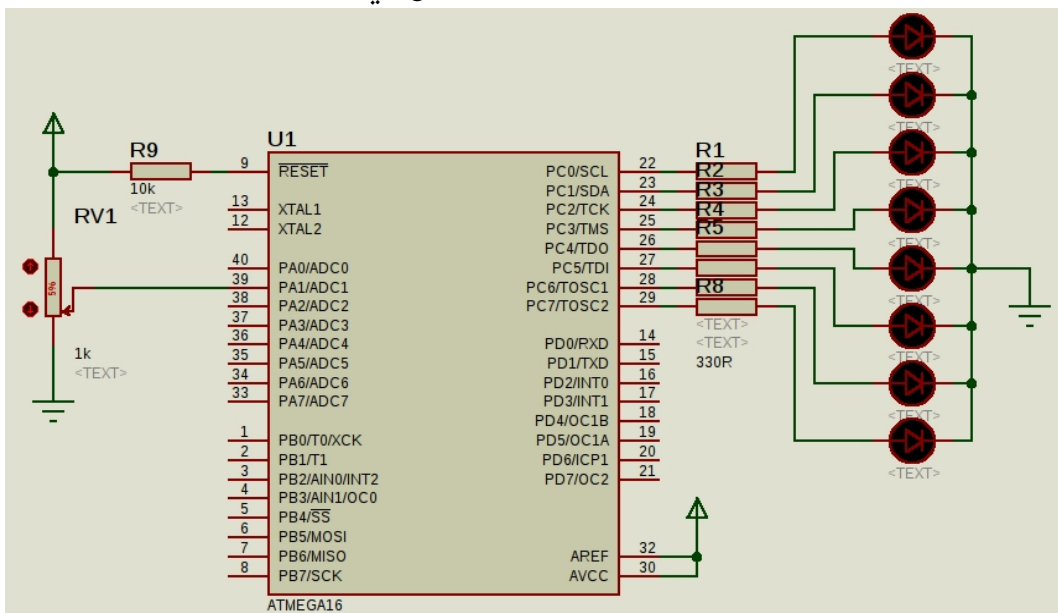 R9
10k
<TEXT>
RV1
5%
1k
<TEXT>
U1
9 RESET
13 XTAL1
12 XTAL2
40 PA0/ADC0
39 PA1/ADC1
38 PA2/ADC2
37 PA3/ADC3
36 PA4/ADC4
35 PA5/ADC5
34 PA6/ADC6
33 PA7/ADC7
1 PB0/T0/XCK
2 PB1/T1
3 PB2/AIN0/INT2
4 PB3/AIN1/OC0
5 PB4/SS
6 PB5/MOSI
7 PB6/MISO
8 PB7/SCK
ATMEGA16
PC0/SCL 22
PC1/SDA 23
PC2/TCK 24
PC3/TMS 25
PC4/TDO 26
PC5/TDI 27
PC6/TOSC1 28
PC7/TOSC2 29
PD0/RXD 14
PD1/TXD 15
PD2/INT0 16
PD3/INT1 17
PD4/OC1B 18
PD5/OC1A 19
PD6/ICP1 20
PD7/OC2 21
AREF 32
AVCC 30
R1
R2
R3
R4
R5
R8
<TEXT>
<TEXT>
330R
<TEXT>
<TEXT>
<TEXT>
<TEXT>
<TEXT>
<TEXT>
<TEXT>
<TEXT>